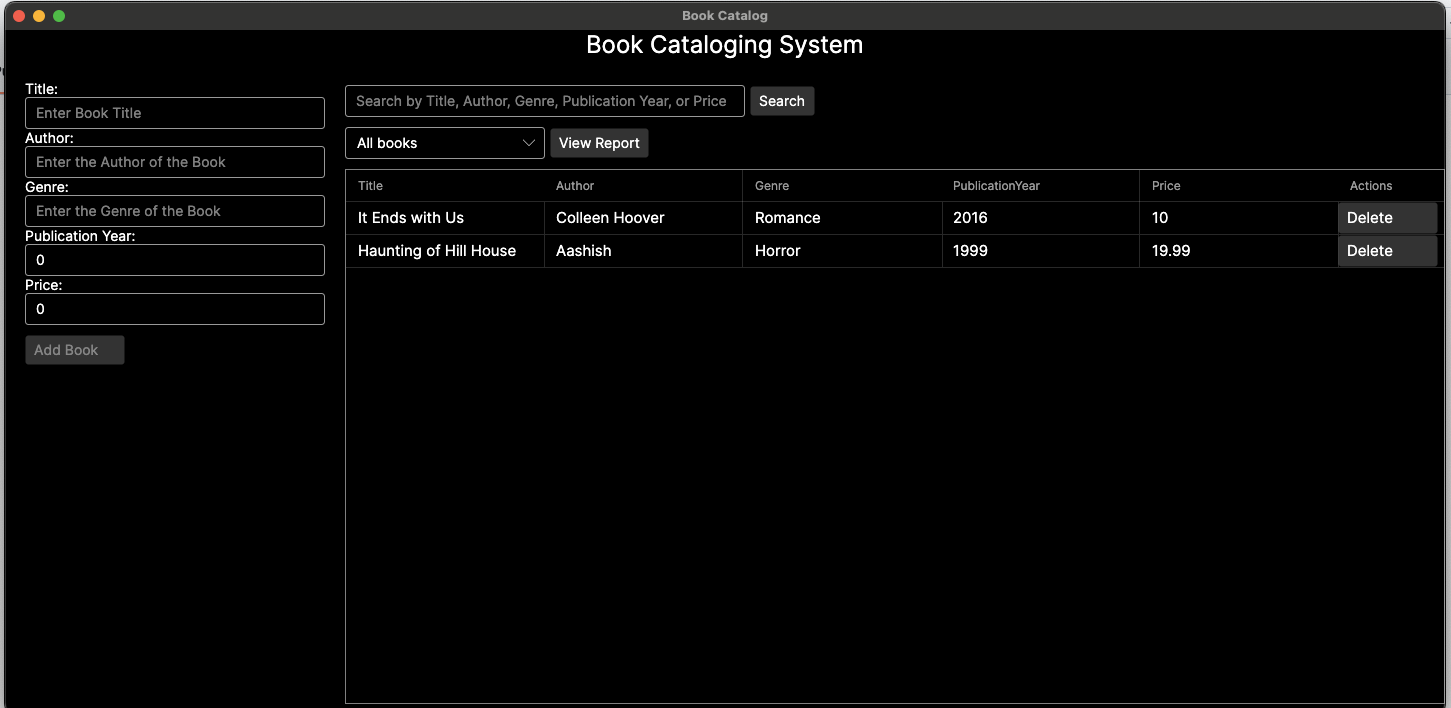 Book Catalog
Book Cataloging System
Title:
Enter Book Title
Author:
Enter the Author of the Book
Genre:
Enter the Genre of the Book
Publication Year:
0
Price:
0
Add Book
Search by Title, Author, Genre, Publication Year, or Price Search
All books View Report
Title Author Genre PublicationYear Price Actions
It Ends with Us Colleen Hoover Romance 2016 10 Delete
Haunting of Hill House Aashish Horror 1999 19.99 Delete